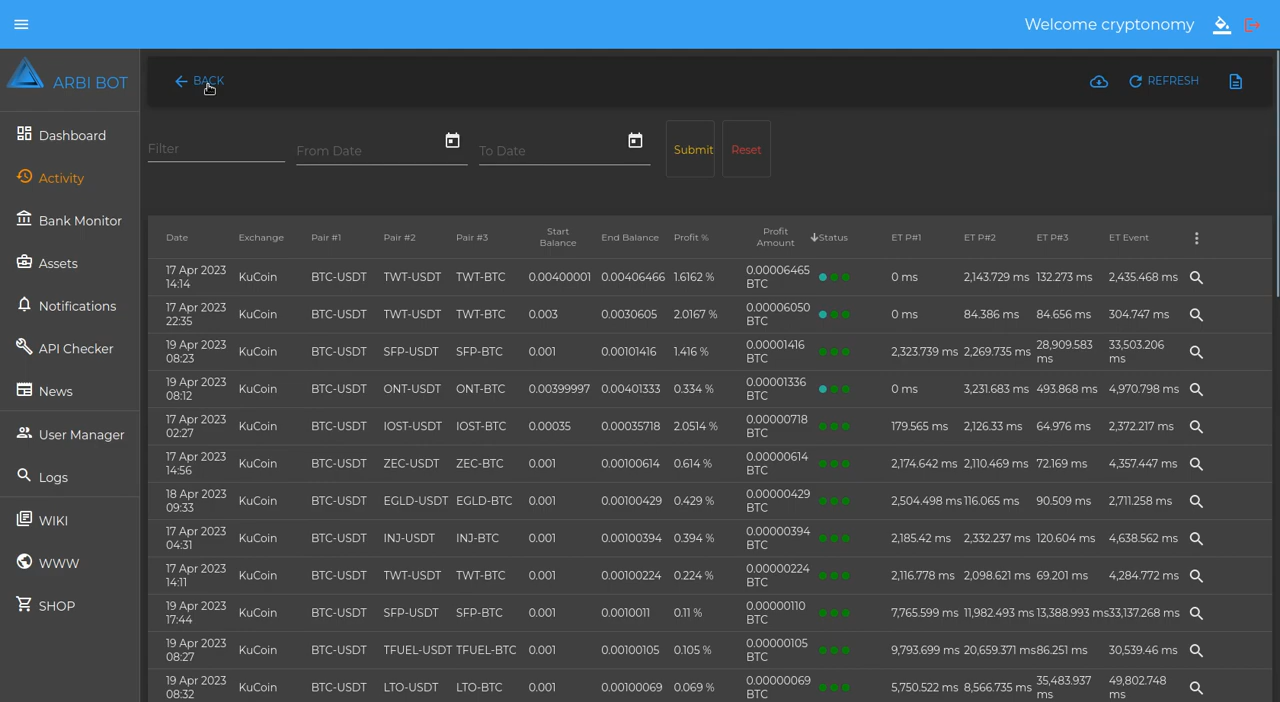 Welcome cryptonomy
ARBI BOT
BACK
REFRESH
Dashboard
Activity
Bank Monitor
Assets
Notifications
API Checker
News
User Manager
Logs
WIKI
WWW
SHOP
Filter
From Date
To Date
Submit
Reset
Date Exchange Pair #1 Pair #2 Pair #3 Start Balance End Balance Profit % Profit Amount Status ET P#1 ET P#2 ET P#3 ET Event
17 Apr 2023 14:14 KuCoin BTC-USDT TWT-USDT TWT-BTC 0.00400001 0.00406466 1.6162 % 0.00006465 BTC 0 ms 2,143.729 ms 132.273 ms 2,435.468 ms
17 Apr 2023 22:35 KuCoin BTC-USDT TWT-USDT TWT-BTC 0.003 0.0030605 2.0167 % 0.00006050 BTC 0 ms 84.386 ms 84.656 ms 304.747 ms
19 Apr 2023 08:23 KuCoin BTC-USDT SFP-USDT SFP-BTC 0.001 0.00101416 1.416 % 0.00001416 BTC 2,323.739 ms 2,269.735 ms 28,909.583 ms 33,503.206 ms
19 Apr 2023 08:12 KuCoin BTC-USDT ONT-USDT ONT-BTC 0.00399997 0.00401333 0.334 % 0.00001336 BTC 0 ms 3,231.683 ms 493.868 ms 4,970.798 ms
17 Apr 2023 02:27 KuCoin BTC-USDT IOST-USDT IOST-BTC 0.00035 0.00035718 2.0514 % 0.00000718 BTC 179.565 ms 2,126.33 ms 64.976 ms 2,372.217 ms
17 Apr 2023 14:56 KuCoin BTC-USDT ZEC-USDT ZEC-BTC 0.001 0.00100614 0.614 % 0.00000614 BTC 2,174.642 ms 2,110.469 ms 72.169 ms 4,357.447 ms
18 Apr 2023 09:33 KuCoin BTC-USDT EGLD-USDT EGLD-BTC 0.001 0.00100429 0.429 % 0.00000429 BTC 2,504.498 ms 116.065 ms 90.509 ms 2,711.258 ms
17 Apr 2023 04:31 KuCoin BTC-USDT INJ-USDT INJ-BTC 0.001 0.00100394 0.394 % 0.00000394 BTC 2,185.42 ms 2,332.237 ms 120.604 ms 4,638.562 ms
17 Apr 2023 14:11 KuCoin BTC-USDT TWT-USDT TWT-BTC 0.001 0.00100224 0.224 % 0.00000224 BTC 2,116.778 ms 2,098.621 ms 69.201 ms 4,284.772 ms
19 Apr 2023 17:44 KuCoin BTC-USDT SFP-USDT SFP-BTC 0.001 0.0010011 0.11 % 0.00000110 BTC 7,765.599 ms 11,982.493 ms 13,388.993 ms 33,137.268 ms
19 Apr 2023 08:27 KuCoin BTC-USDT TFUEL-USDT TFUEL-BTC 0.001 0.00100105 0.105 % 0.00000105 BTC 9,793.699 ms 20,659.371 ms 86.251 ms 30,539.46 ms
19 Apr 2023 08:32 KuCoin BTC-USDT LTO-USDT LTO-BTC 0.001 0.00100069 0.069 % 0.00000069 BTC 5,750.522 ms 8,566.735 ms 35,483.937 ms 49,802.748 ms